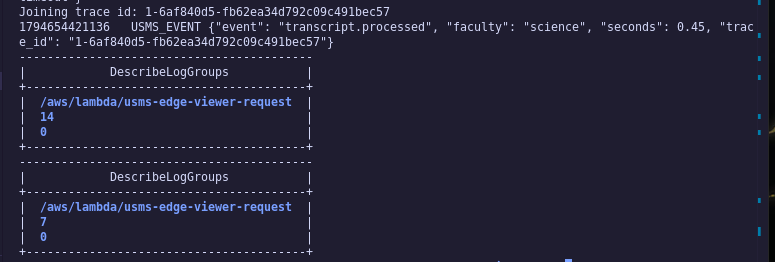 Joining trace id: 1-6af840d5-fb62ea34d792c09c491bec57
1794654421136   USMS_EVENT {"event": "transcript.processed", "faculty": "science", "seconds": 0.45, "trac
e_id": "1-6af840d5-fb62ea34d792c09c491bec57"}
----------------------------------------
|           DescribeLogGroups          |
+--------------------------------------+
|  /aws/lambda/usms-edge-viewer-request  |
|  14                                  |
|  0                                   |
+--------------------------------------+
----------------------------------------
|           DescribeLogGroups          |
+--------------------------------------+
|  /aws/lambda/usms-edge-viewer-request  |
|  7                                   |
|  0                                   |
+--------------------------------------+